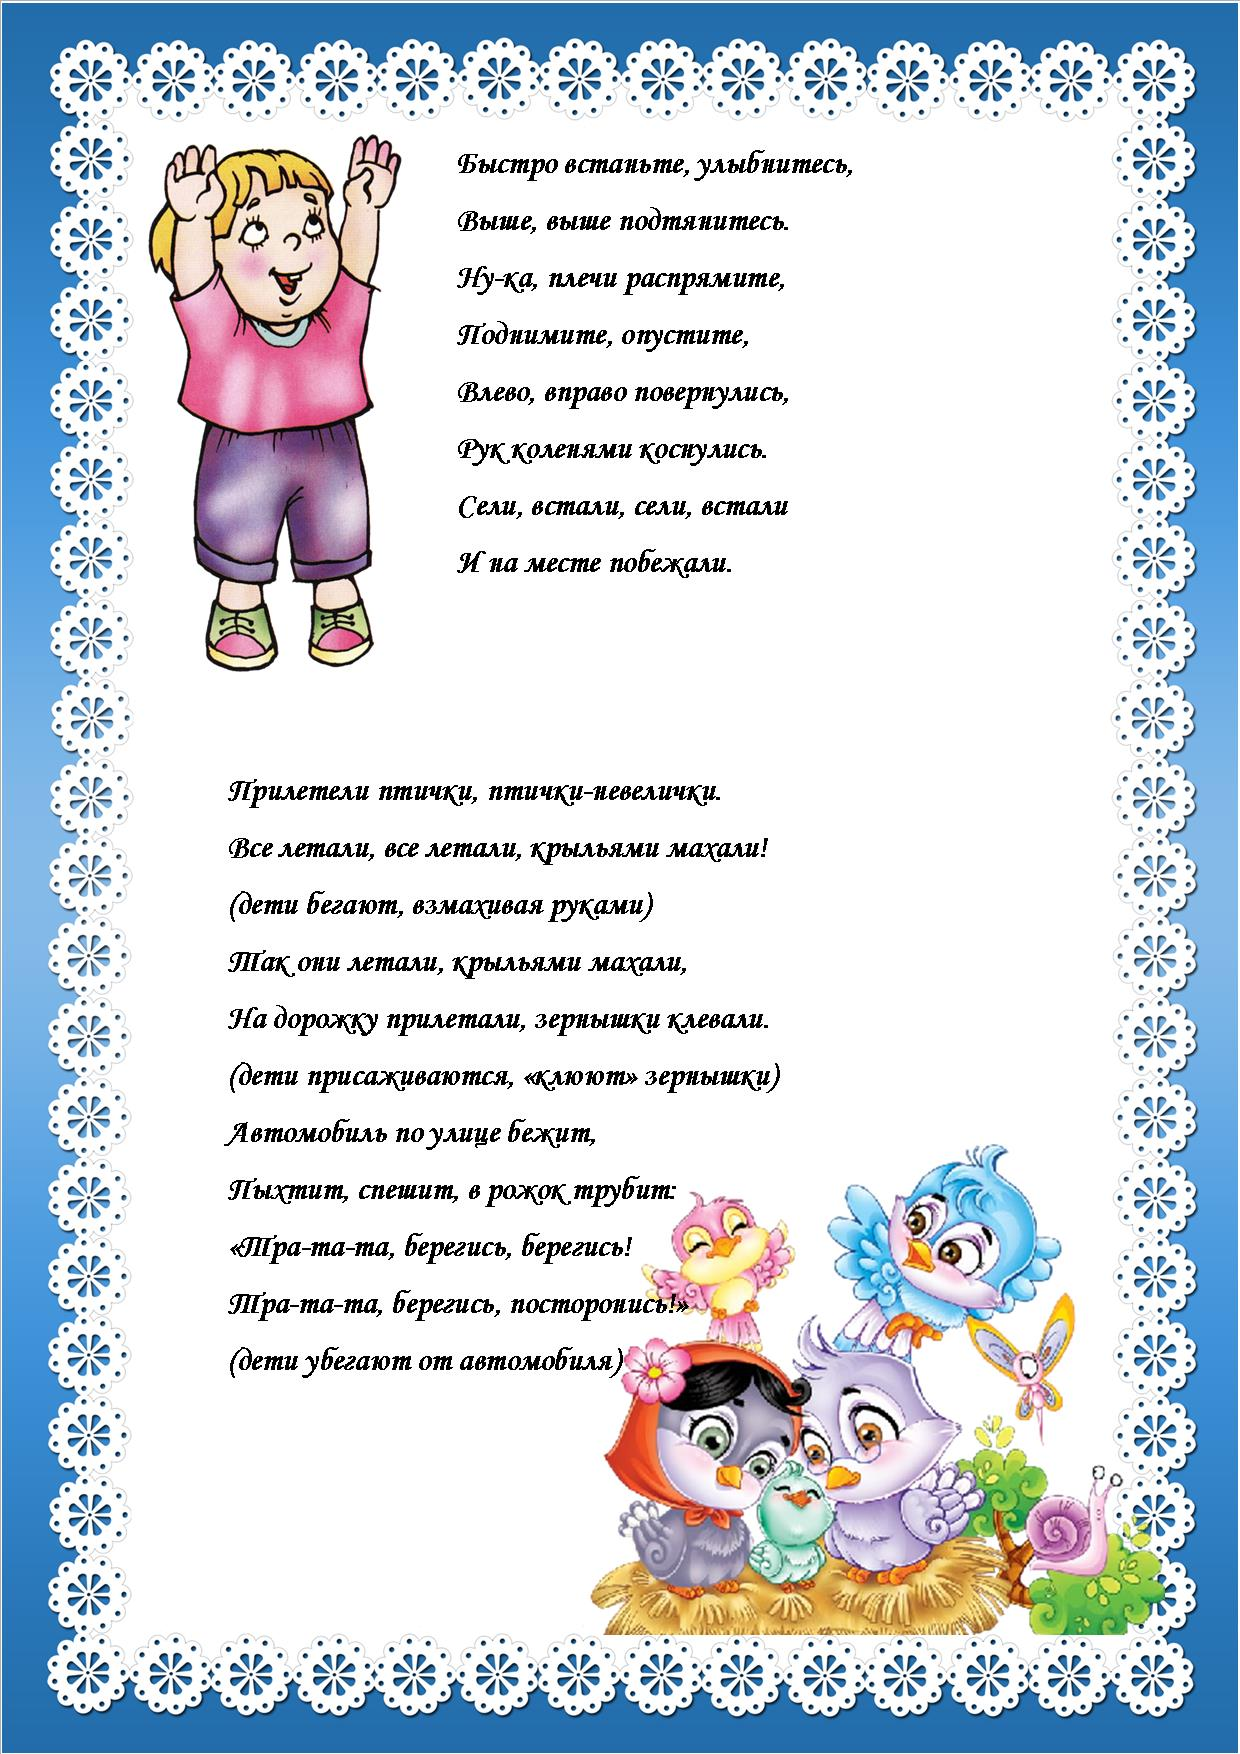 Быстро встаньте, улыбнитесь,
Выше, выше подтянитесь.
Ну-ка, плечи распрямите,
Поднимите, опустите,
Влево, вправо повернулись,
Рук коленями коснулись.
Сели, встали, сели, встали
И на месте побежали.
Прилетели птички, птички-невелички.
Все летали, все летали, крыльями махали!
(дети бегают, взмахивая руками)
Так они летали, крыльями махали,
На дорожку прилетали, зернышки клевали.
(дети присаживаются, «клюют» зернышки)
Автомобиль по улице бежит,
Пыхтит, спешит, в рожок трубит:
«Тра-та-та, берегись, берегись!
Тра-та-та, берегись, посторонись!»
(дети убегают от автомобиля)